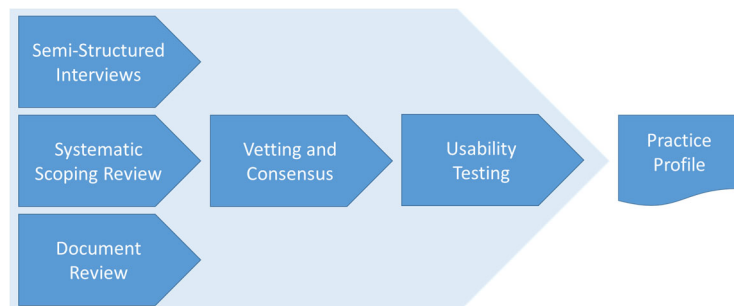 Semi-Structured
Interviews
Systematic
Scoping Review
Document
Review
Vetting and
Consensus
Usability
Testing
Practice
Profile